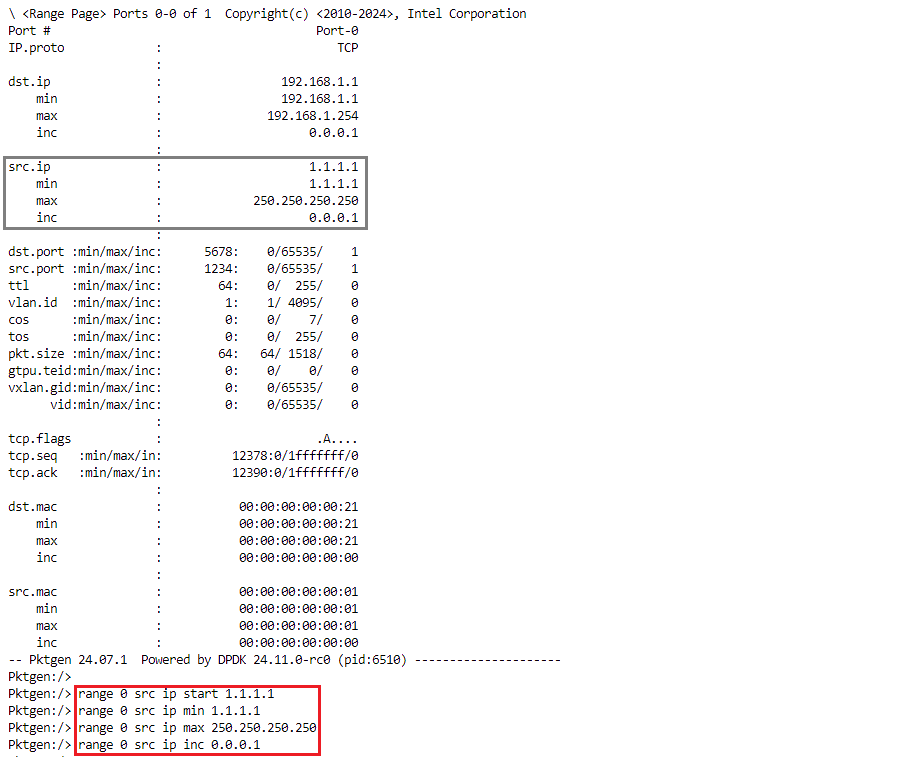 \ <Range Page> Ports 0-0 of 1  Copyright(c) <2010-2024>, Intel Corporation
Port #                                      Port-0
IP.proto             :                         TCP
                     :
dst.ip               :                 192.168.1.1
    min              :                 192.168.1.1
    max              :               192.168.1.254
    inc              :                     0.0.0.1
                     :
src.ip               :                     1.1.1.1
    min              :                     1.1.1.1
    max              :             250.250.250.250
    inc              :                     0.0.0.1
                     :
dst.port :min/max/inc:      5678:    0/65535/    1
src.port :min/max/inc:      1234:    0/65535/    1
ttl      :min/max/inc:        64:    0/  255/    0
vlan.id  :min/max/inc:         1:    1/ 4095/    0
cos      :min/max/inc:         0:    0/    7/    0
tos      :min/max/inc:         0:    0/  255/    0
pkt.size :min/max/inc:        64:   64/ 1518/    0
gtpu.teid:min/max/inc:         0:    0/    0/    0
vxlan.gid:min/max/inc:         0:    0/65535/    0
      vid:min/max/inc:         0:    0/65535/    0
                     :
tcp.flags            :                      .A....
tcp.seq   :min/max/in:          12378:0/1fffffff/0
tcp.ack   :min/max/in:          12390:0/1fffffff/0
                     :
dst.mac              :           00:00:00:00:00:21
    min              :           00:00:00:00:00:21
    max              :           00:00:00:00:00:21
    inc              :           00:00:00:00:00:00
                     :
src.mac              :           00:00:00:00:00:01
    min              :           00:00:00:00:00:01
    max              :           00:00:00:00:00:01
    inc              :           00:00:00:00:00:00
-- Pktgen 24.07.1  Powered by DPDK 24.11.0-rc0 (pid:6510) ---------------------
Pktgen:/>
Pktgen:/> range 0 src ip start 1.1.1.1
Pktgen:/> range 0 src ip min 1.1.1.1
Pktgen:/> range 0 src ip max 250.250.250.250
Pktgen:/> range 0 src ip inc 0.0.0.1